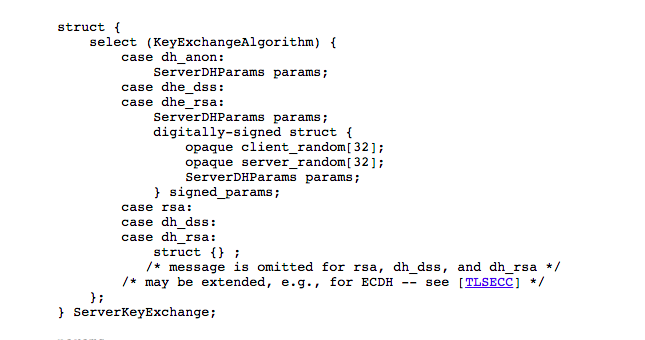 struct {
select (KeyExchangeAlgorithm) {
case dh_anon:
ServerDHParams params;
case dhe_dss:
case dhe_rsa:
ServerDHParams params;
digitally-signed struct {
opaque client_random[32];
opaque server_random[32];
ServerDHParams params;
} signed_params;
case rsa:
case dh_dss:
case dh_rsa:
struct {} ;
/* message is omitted for rsa, dh_dss, and dh_rsa */
/* may be extended, e.g., for ECDH -- see [TLSECC] */
};
} ServerKeyExchange;